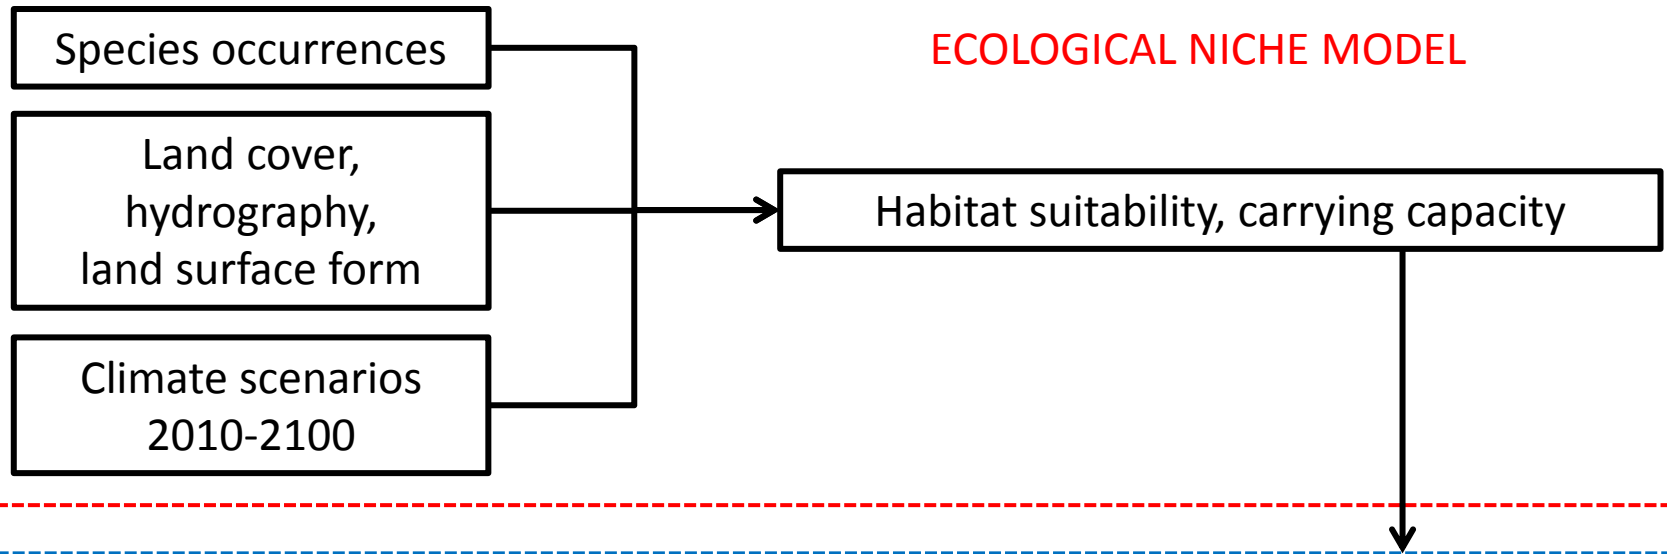 Species occurrences
ECOLOGICAL NICHE MODEL
Land cover,
hydrography,
land surface form
Habitat suitability, carrying capacity
Climate scenarios
2010-2100